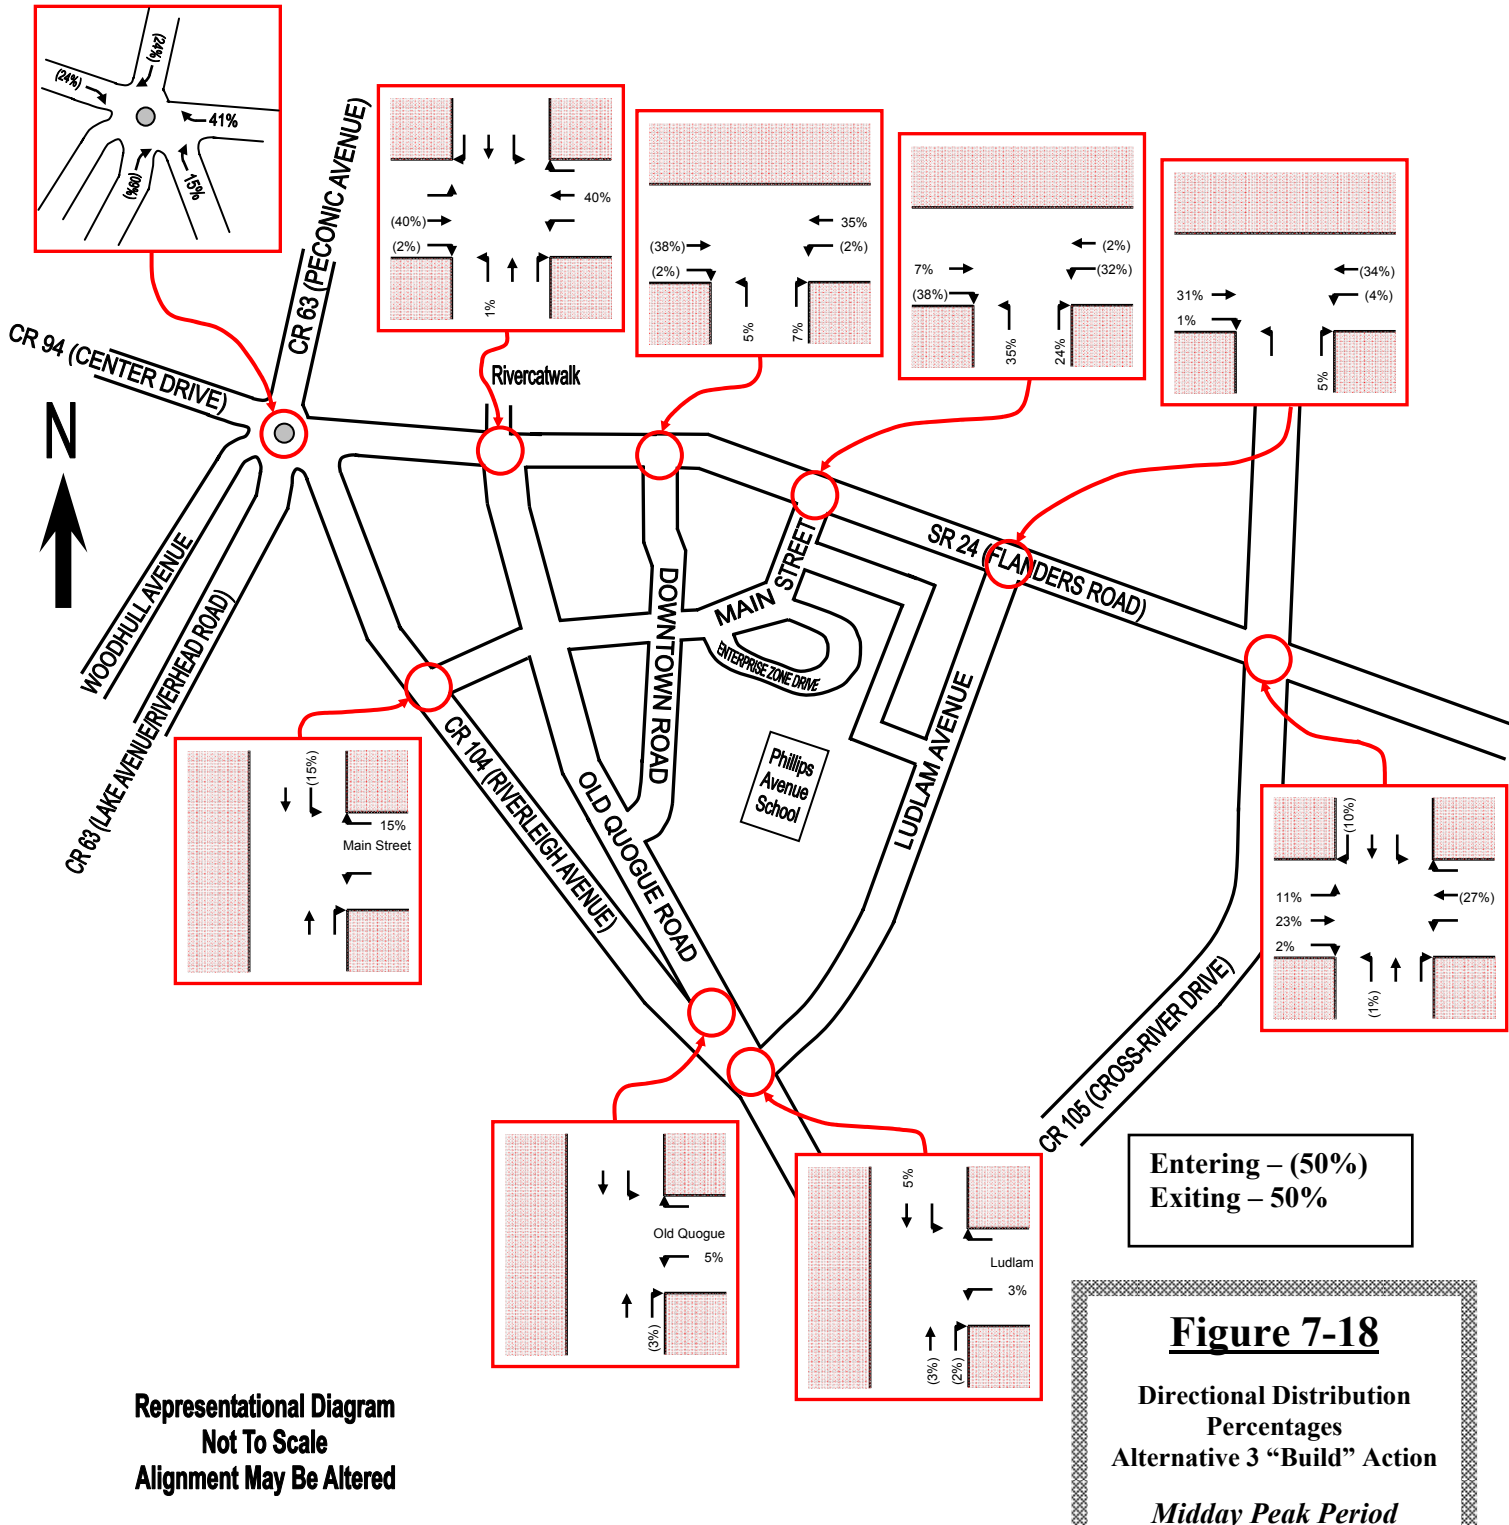 (24%)
(24%)
41%
(9%)
15%
CR 63 (PECONIC AVENUE)
40%
(40%)
(2%)
1%
35%
(38%)
(2%)
(2%)
5%
7%
(2%)
7%
(32%)
(38%)
35%
24%
(34%)
31%
(4%)
1%
5%
CR 94 (CENTER DRIVE)
Rivercatwalk
N
SR 24 (FLANDERS ROAD)
WOODHULL AVENUE
CR 63 (LAKE AVENUE/RIVERHEAD ROAD)
DOWNTOWN ROAD
MAIN STREET
ENTERPRISE ZONE DRIVE
CR 104 (RIVERLEIGH AVENUE)
OLD QUOGUE ROAD
Phillips
Avenue
School
LUDLAM AVENUE
CR 105 (CROSS-RIVER DRIVE)
(15%)
15%
Main Street
(10%)
11%
(27%)
23%
2%
(1%)
Old Quogue
5%
(3%)
5%
Ludlam
3%
(3%)
(2%)
Entering – (50%)
Exiting – 50%
Figure 7-18
Directional Distribution
Percentages
Alternative 3 “Build” Action
Midday Peak Period
Representational Diagram
Not To Scale
Alignment May Be Altered